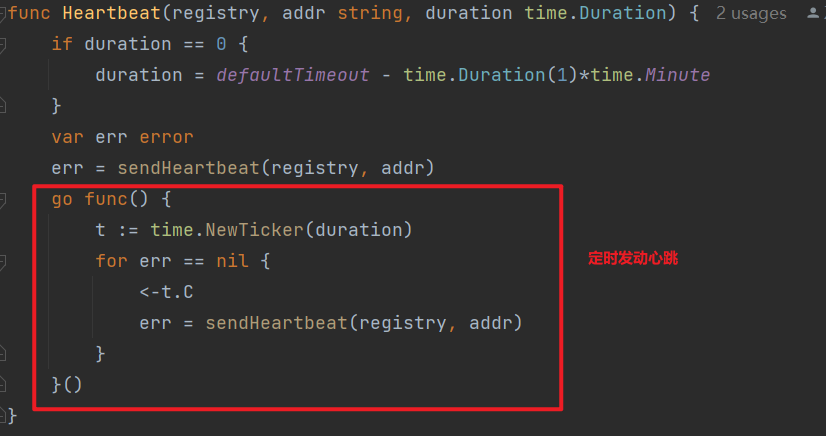 func Heartbeat(registry, addr string, duration time.Duration) { 2 usages
if duration == 0 {
duration = defaultTimeout - time.Duration(1)*time.Minute
}
var err error
err = sendHeartbeat(registry, addr)
go func() {
t := time.NewTicker(duration)
for err == nil {
定时发动心跳
<-t.C
err = sendHeartbeat(registry, addr)
}
}()
}